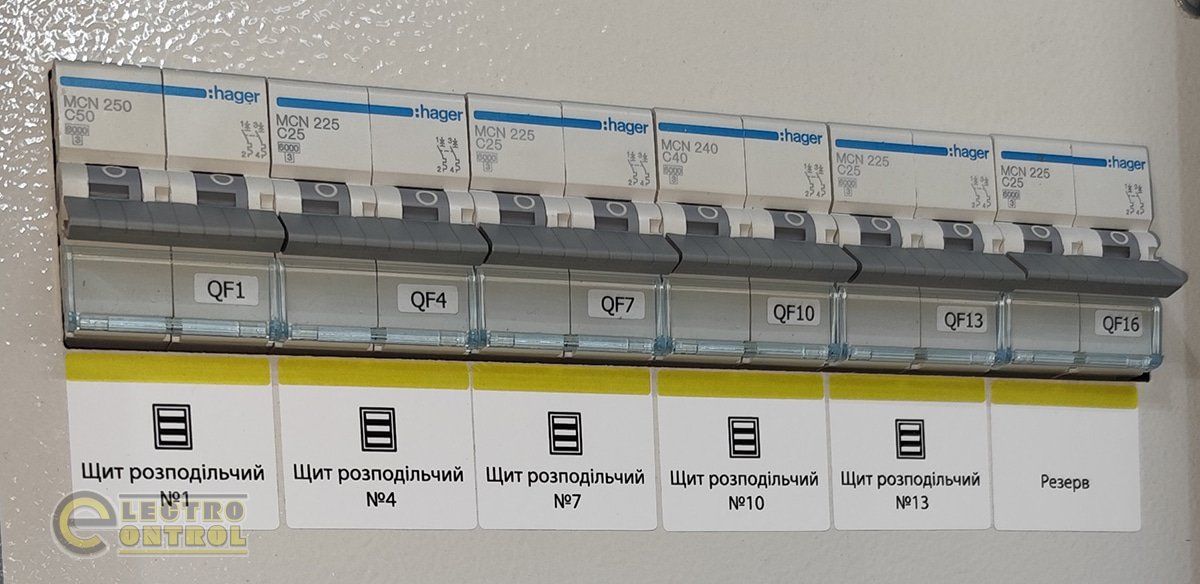 MCN 250
C50
6000
3
:hager
MCN 225
C25
6000
3
:hager
MCN 225
C25
6000
3
:hager
MCN 240
C40
6000
3
:hager
MCN 225
C25
6000
3
:hager
MCN 225
C25
6000
3
:hager
QF1
QF4
QF7
QF10
QF13
QF16
Щит розподільчий
№1
Щит розподільчий
№4
Щит розподільчий
№7
Щит розподільчий
№10
Щит розподільчий
№13
Резерв
ELECTRO
CONTROL